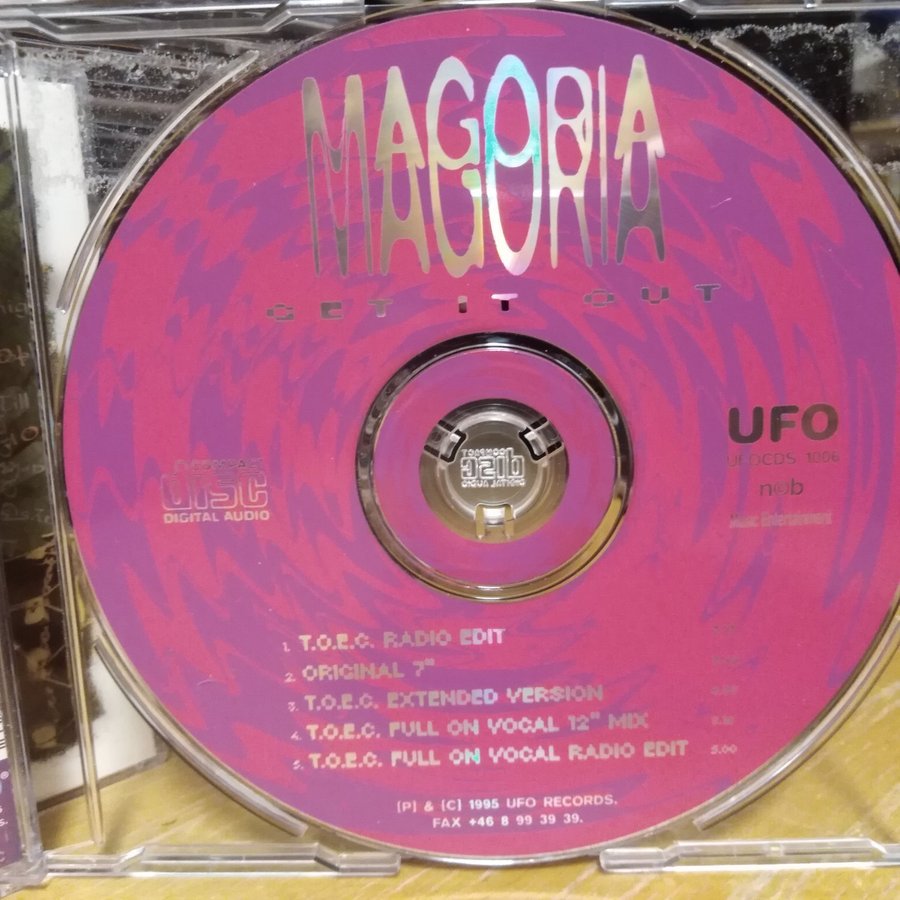 MAGORIA
GET IT OUT
UFO
UFOCDS 1006
n©b
Music Entertainment
COMPACT
disc
DIGITAL AUDIO
1. T.O.E.C. RADIO EDIT
2. ORIGINAL 7"
3. T.O.E.C. EXTENDED VERSION
4. T.O.E.C. FULL ON VOCAL 12" MIX
5. T.O.E.C. FULL ON VOCAL RADIO EDIT 5.00
(P) & (C) 1995 UFO RECORDS.
FAX +46 8 99 39 39.